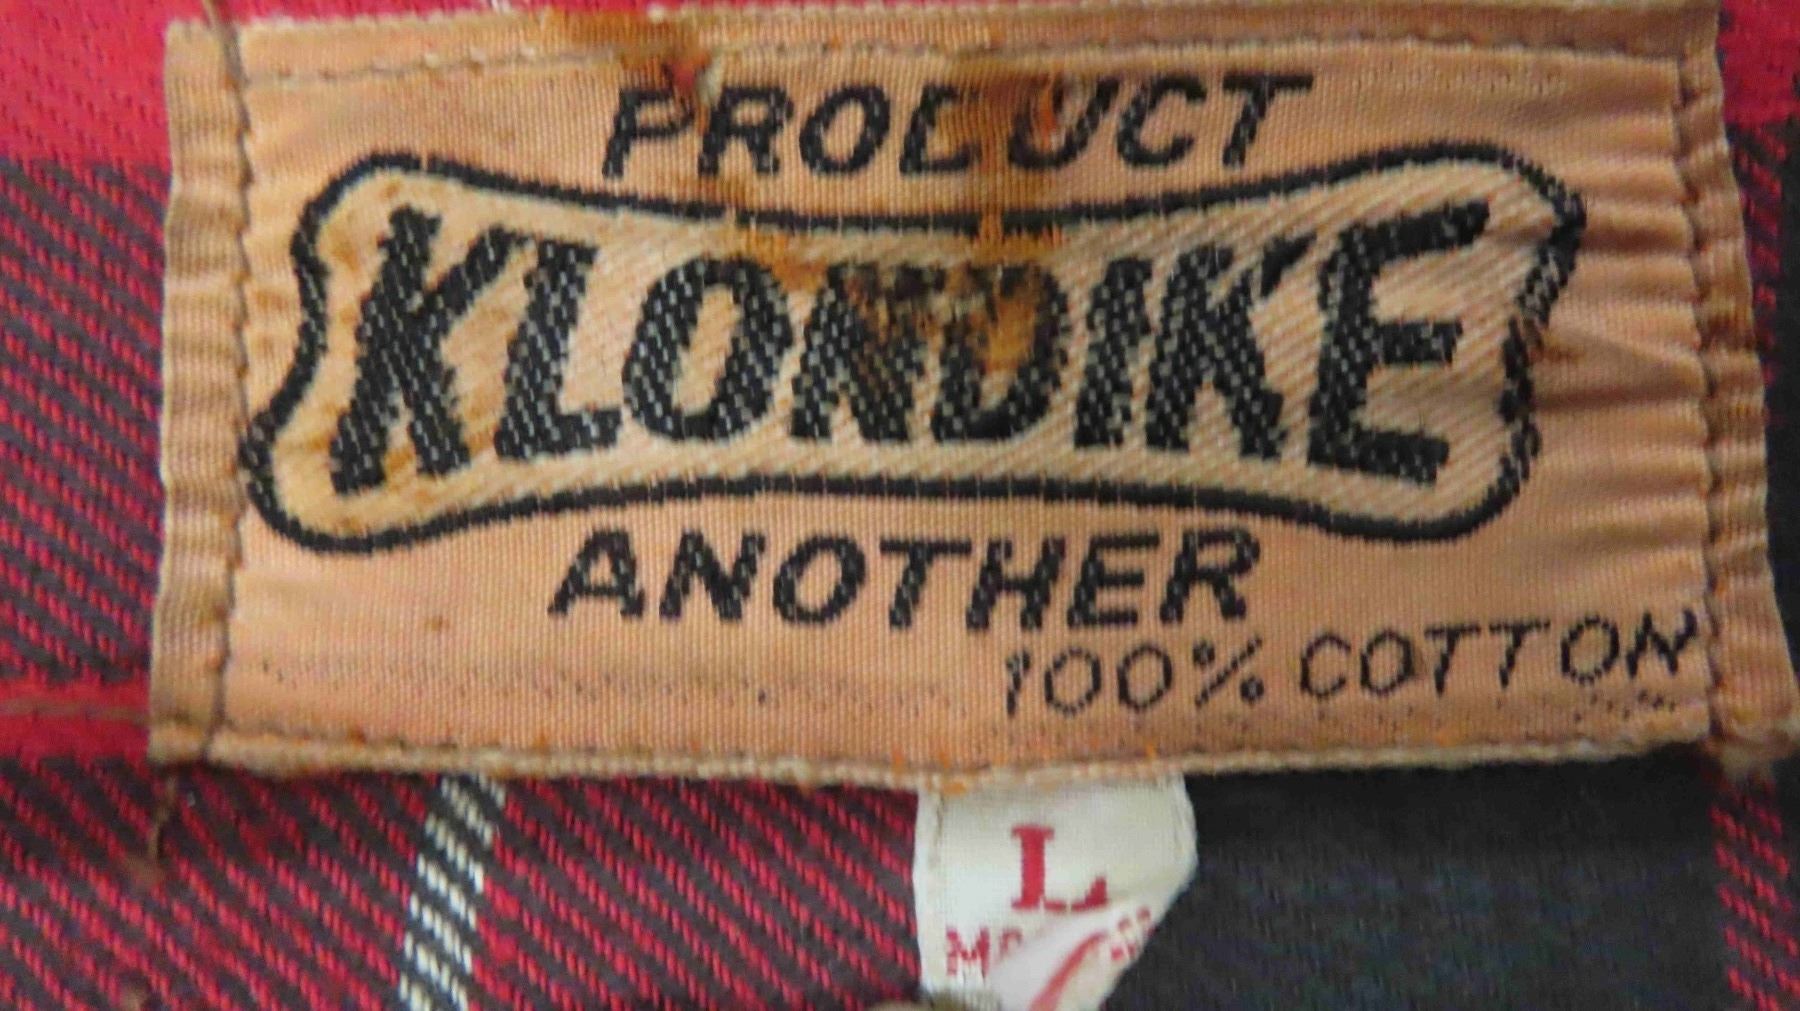 PRODUCT
KLONDIKE
ANOTHER
100% COTTON
L